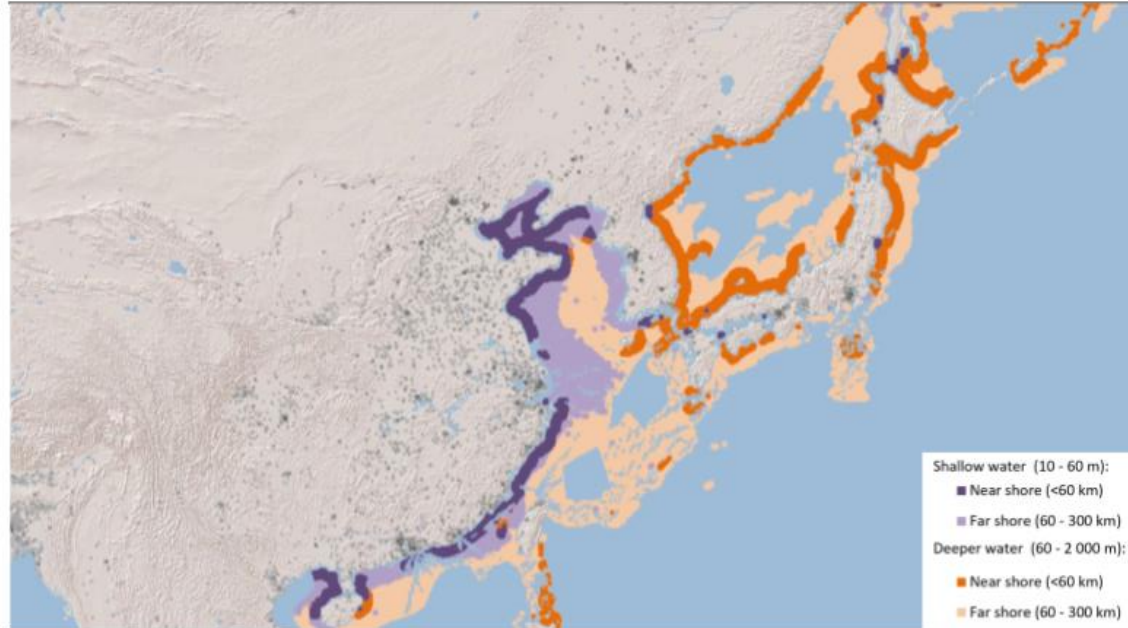 Shallow water (10 - 60 m):
Near shore (<60 km)
Far shore (60 - 300 km)
Deeper water (60 - 2 000 m):
Near shore (<60 km)
Far shore (60 - 300 km)